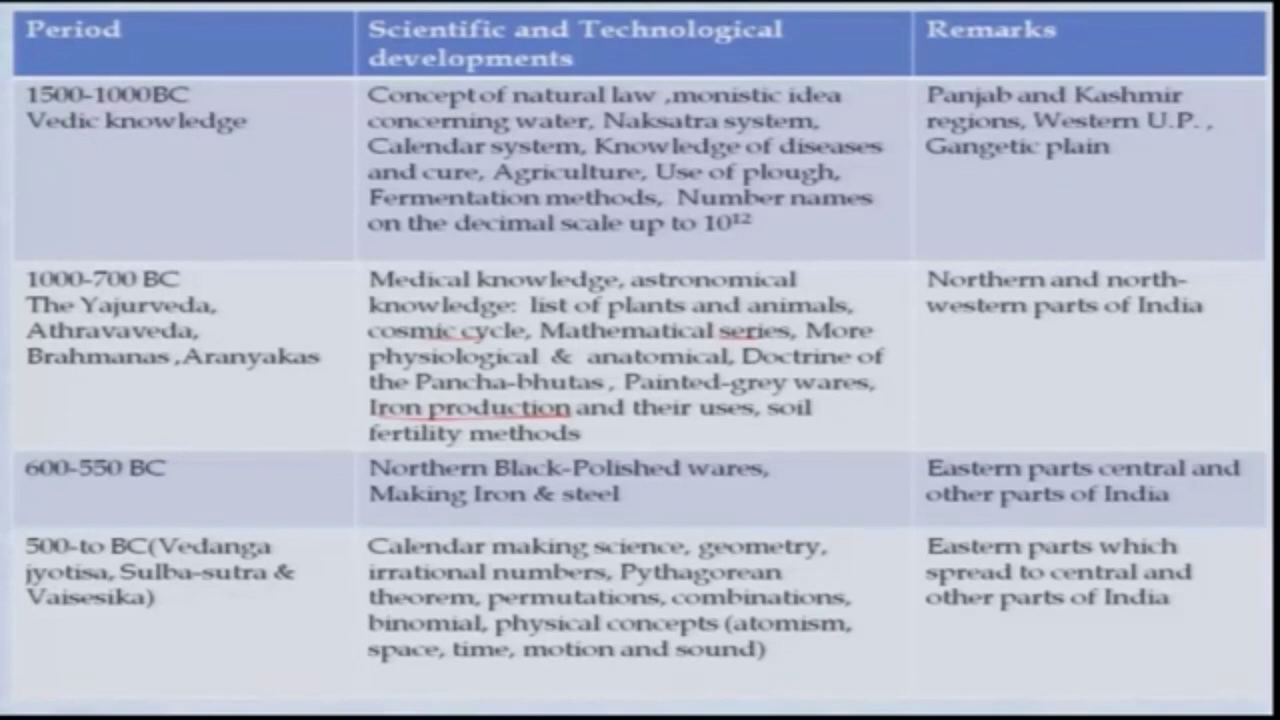 Period
Scientific and Technological
developments
Remarks
1500-1000BC
Vedic knowledge
Concept of natural law ,monistic idea
concerning water, Naksatra system,
Calendar system, Knowledge of diseases
and cure, Agriculture, Use of plough,
Fermentation methods, Number names
on the decimal scale up to 10¹²
Panjab and Kashmir
regions, Western U.P. ,
Gangetic plain
1000-700 BC
The Yajurveda,
Athravaveda,
Brahmanas ,Aranyakas
Medical knowledge, astronomical
knowledge: list of plants and animals,
cosmic cycle, Mathematical series, More
physiological & anatomical, Doctrine of
the Pancha-bhutas , Painted-grey wares,
Iron production and their uses, soil
fertility methods
Northern and north-
western parts of India
600-550 BC
Northern Black-Polished wares,
Making Iron & steel
Eastern parts central and
other parts of India
500-to BC(Vedanga
jyotisa, Sulba-sutra &
Vaisesika)
Calendar making science, geometry,
irrational numbers, Pythagorean
theorem, permutations, combinations,
binomial, physical concepts (atomism,
space, time, motion and sound)
Eastern parts which
spread to central and
other parts of India